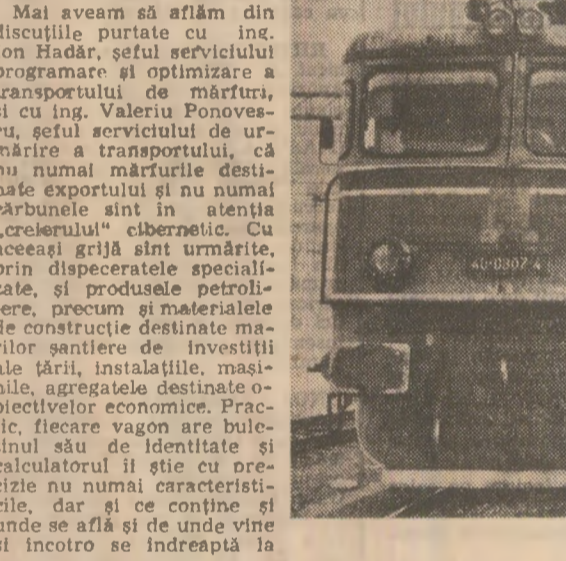 Mai aveam să aflăm din
discuțiile purtate cu ing.
Ion Hadăr, șeful serviciului
programare și optimizare a
transportului de mărfuri,
și cu ing. Valeriu Ponoves-
cu, șeful serviciului de ur-
mărire a transportului, că
nu numai mărfurile desti-
nate exportului și nu numai
cărbunele sînt în atenția
„creierului“ cibernetic. Cu
aceeași grijă sînt urmărite,
prin dispeceratele speciali-
zate, și produsele petroli-
ere, precum și materialele
de construcție destinate ma-
rilor șantiere de investiții
ale țării, instalațiile, mași-
nile, agregatele destinate o-
biectivelor economice. Prac-
tic, fiecare vagon are bule-
tinul său de identitate și
calculatorul îl știe cu pre-
cizie nu numai caracteristi-
cile, dar și ce conține și
unde se află și de unde vine
și încotro se îndreaptă la
40-0307-4